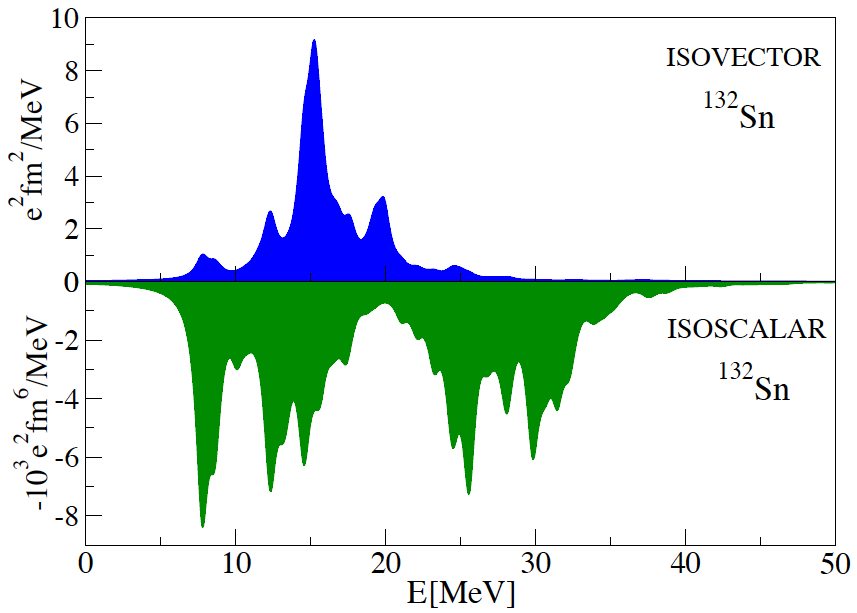 10
8
6
4
2
0
e²fm²/MeV
ISOVECTOR
¹³²Sn
-2
-4
-6
-8
-10³e²fm⁶/MeV
ISOSCALAR
¹³²Sn
0 10 20 30 40 50
E[MeV]